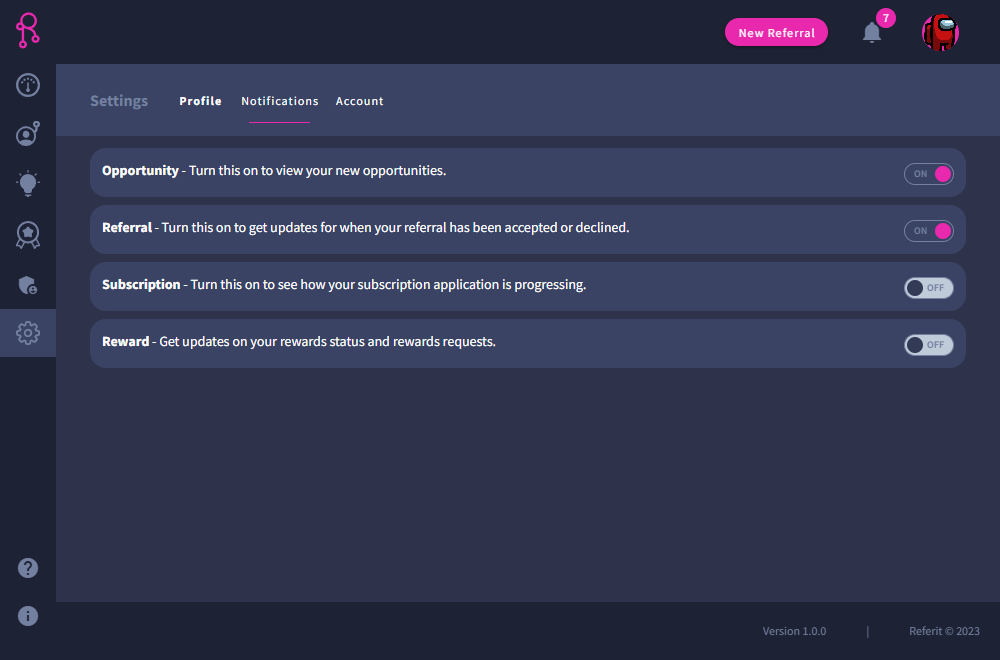 New Referral
7
Settings
Profile
Notifications
Account
Opportunity - Turn this on to view your new opportunities.
ON
Referral - Turn this on to get updates for when your referral has been accepted or declined.
ON
Subscription - Turn this on to see how your subscription application is progressing.
OFF
Reward - Get updates on your rewards status and rewards requests.
OFF
Version 1.0.0 | Referit © 2023